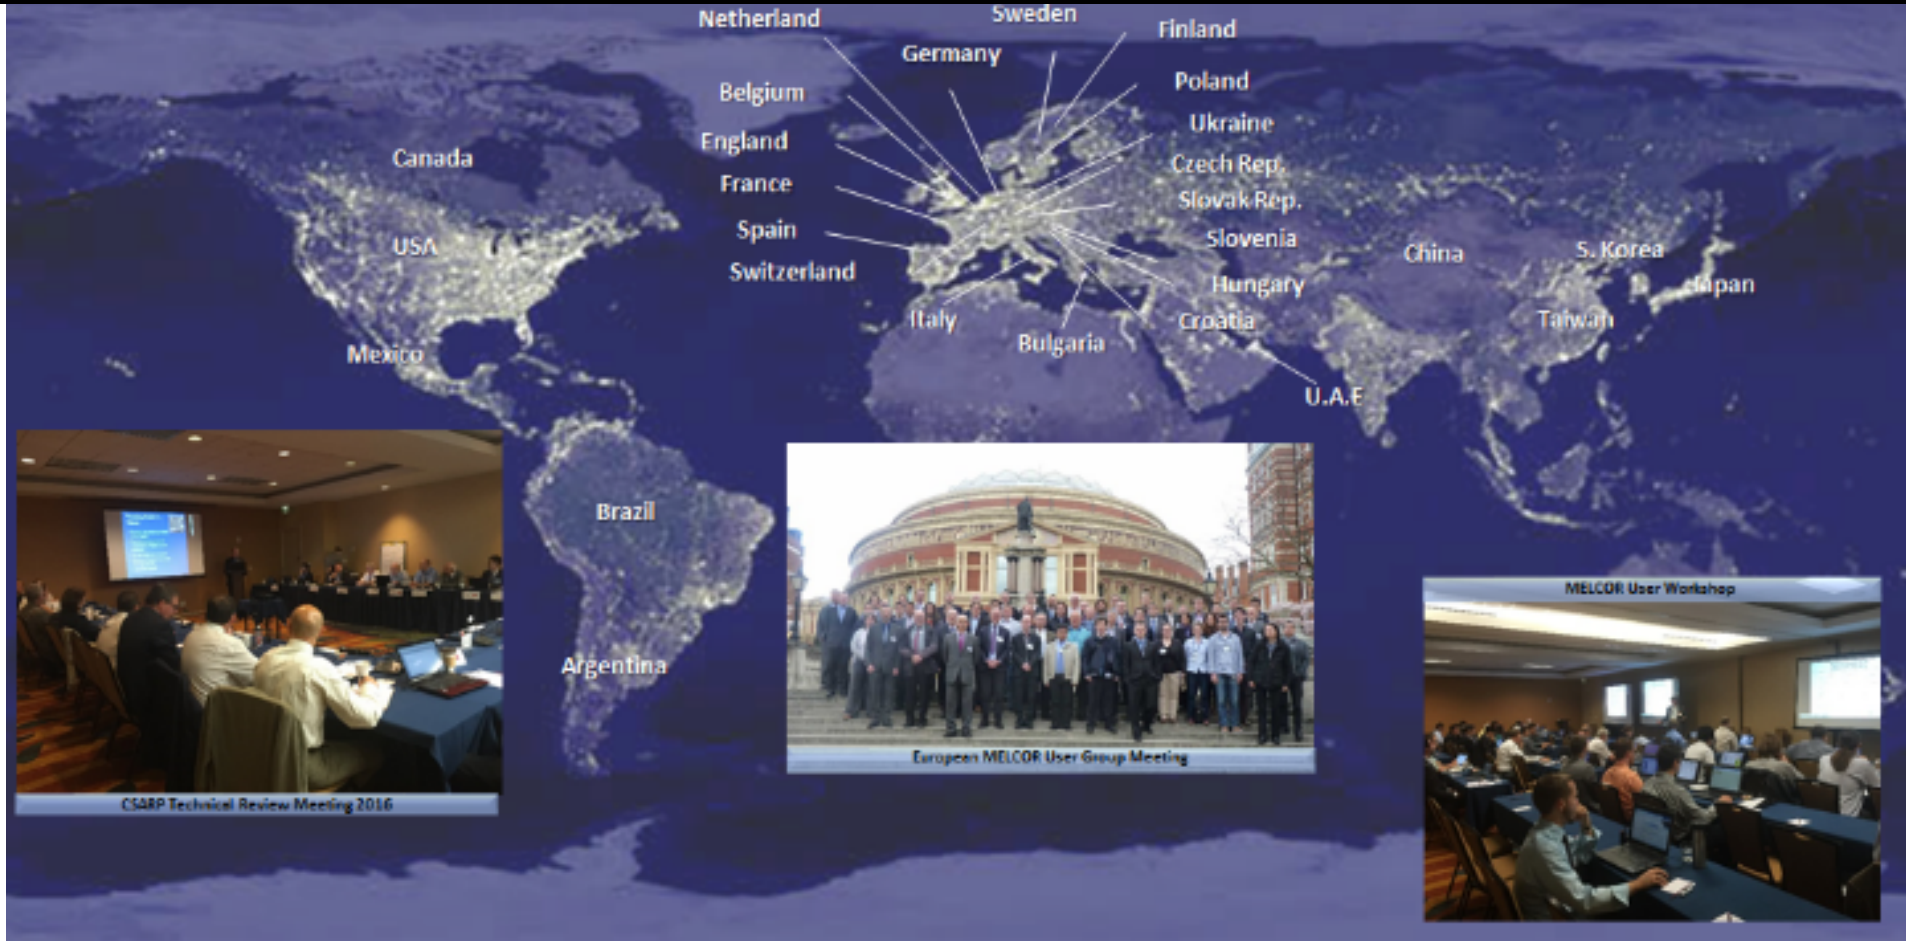 Netherland
Sweden
Finland
Germany
Poland
Belgium
Ukraine
England
Canada
Czech Rep.
France
Slovak Rep.
Spain
Slovenia
USA
China
S. Korea
Switzerland
Hungary
Japan
Italy
Croatia
Taiwan
Bulgaria
Mexico
U.A.E
Brazil
Argentina
MELCOR User Workshop
European MELCOR User Group Meeting
CSARP Technical Review Meeting 2016